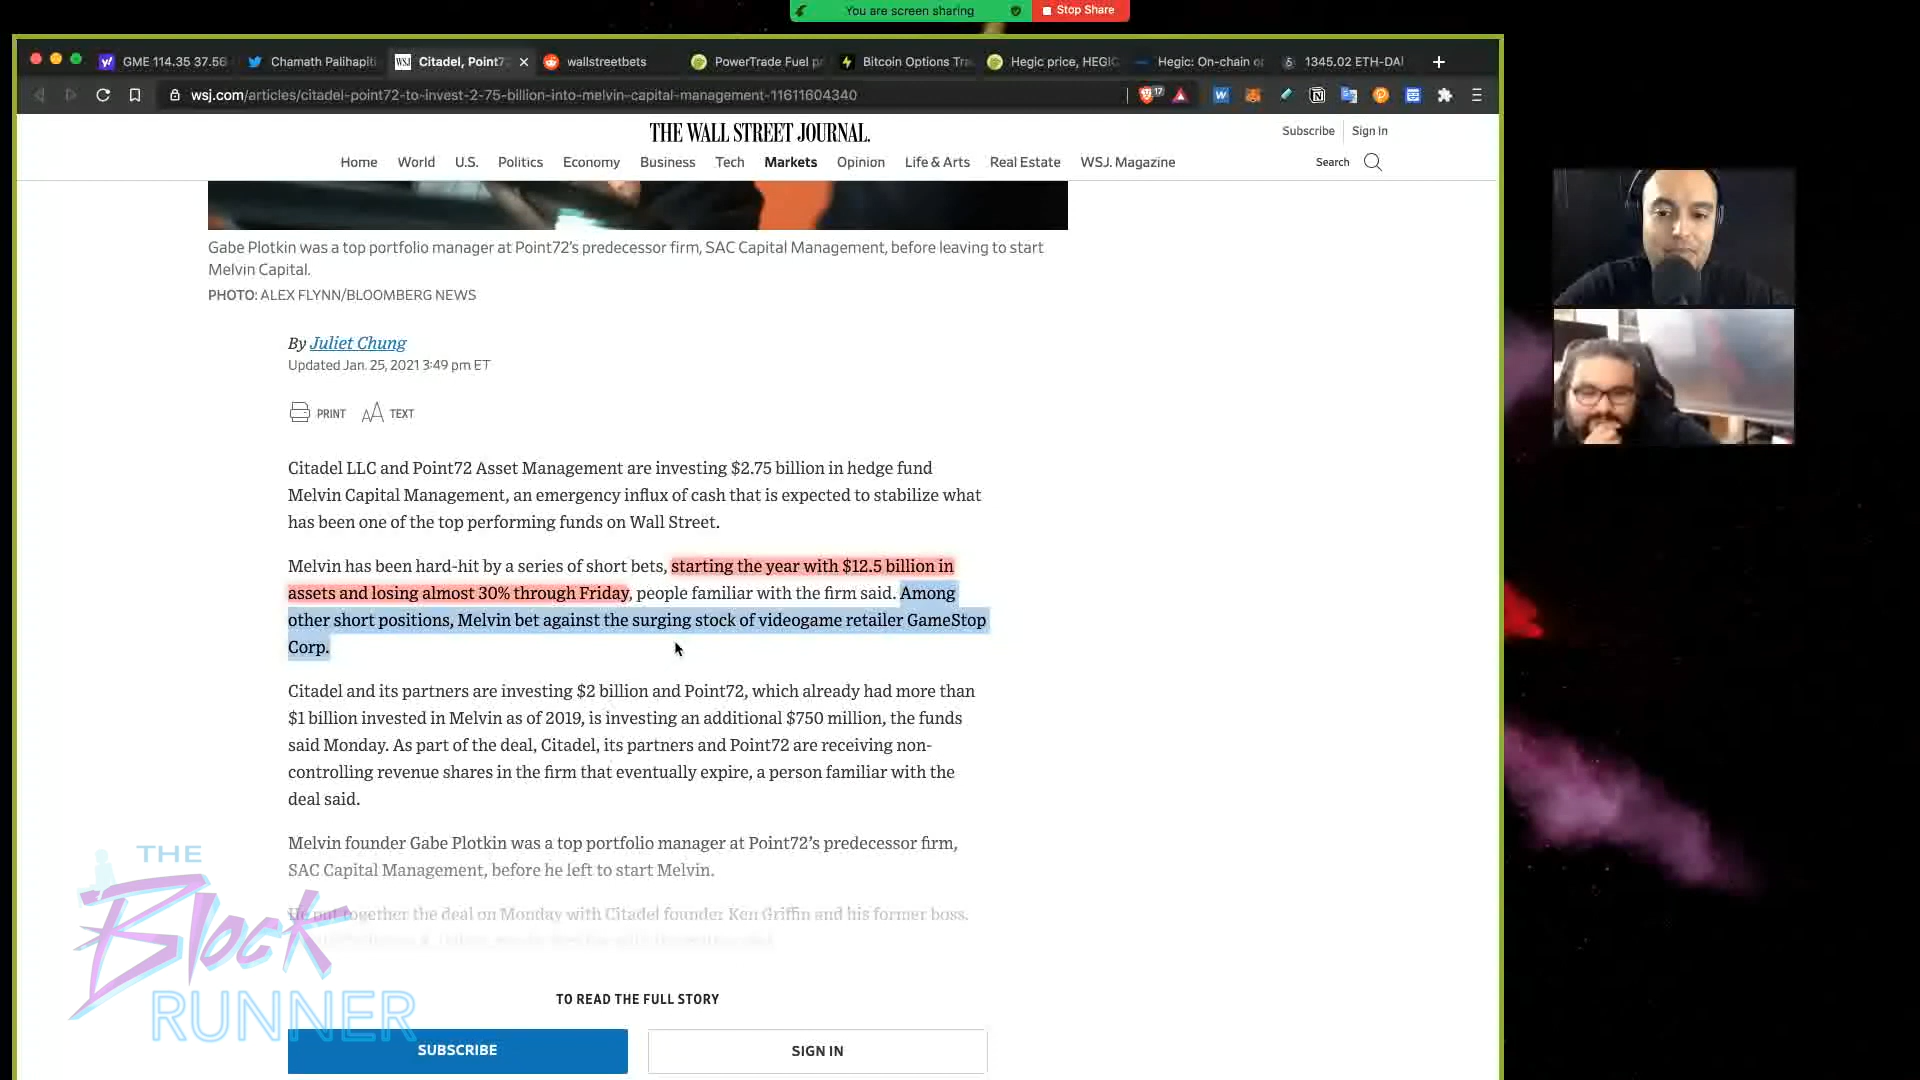 You are screen sharing
Stop Share
GME 114.35 37.56
Chamath Palihapiti
WSJ
Citadel, Point7
wallstreetbets
PowerTrade Fuel pr
Bitcoin Options Tra
Hegic price, HEGIC
Hegic: On-chain o
1345.02 ETH-DAI
wsj.com/articles/citadel-point72-to-invest-2-75-billion-into-melvin-capital-management-11611604340
17
THE WALL STREET JOURNAL.
Subscribe
Sign In
Home
World
U.S.
Politics
Economy
Business
Tech
Markets
Opinion
Life & Arts
Real Estate
WSJ. Magazine
Search
Gabe Plotkin was a top portfolio manager at Point72's predecessor firm, SAC Capital Management, before leaving to start
Melvin Capital.
PHOTO: ALEX FLYNN/BLOOMBERG NEWS
By Juliet Chung
Updated Jan. 25, 2021 3:49 pm ET
PRINT
AA TEXT
Citadel LLC and Point72 Asset Management are investing $2.75 billion in hedge fund
Melvin Capital Management, an emergency influx of cash that is expected to stabilize what
has been one of the top performing funds on Wall Street.
Melvin has been hard-hit by a series of short bets, starting the year with $12.5 billion in
assets and losing almost 30% through Friday, people familiar with the firm said. Among
other short positions, Melvin bet against the surging stock of videogame retailer GameStop
Corp.
Citadel and its partners are investing $2 billion and Point72, which already had more than
$1 billion invested in Melvin as of 2019, is investing an additional $750 million, the funds
said Monday. As part of the deal, Citadel, its partners and Point72 are receiving non-
controlling revenue shares in the firm that eventually expire, a person familiar with the
deal said.
Melvin founder Gabe Plotkin was a top portfolio manager at Point72's predecessor firm,
SAC Capital Management, before he left to start Melvin.
He put together the deal on Monday with Citadel founder Ken Griffin and his former boss.
TO READ THE FULL STORY
SUBSCRIBE
SIGN IN
THE
Block
RUNNER